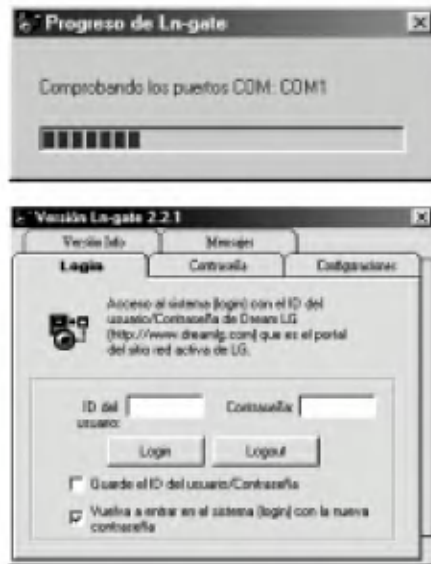 Progreso de Ln-gate
Comprobando los puertos COM: COM1
Versión Ln-gate 2.2.1
Versión Info Mensajes
Login Contraseña Configuraciones
Acceso al sistema (login) con el ID del
usuario/Contraseña de Dream LG
(http://www.dreamlg.com) que es el portal
del sitio red activa de LG.
ID del
usuario:
Contraseña:
Login Logout
Guarde el ID del usuario/Contraseña
Vuelva a entrar en el sistema (login) con la nueva
contraseña